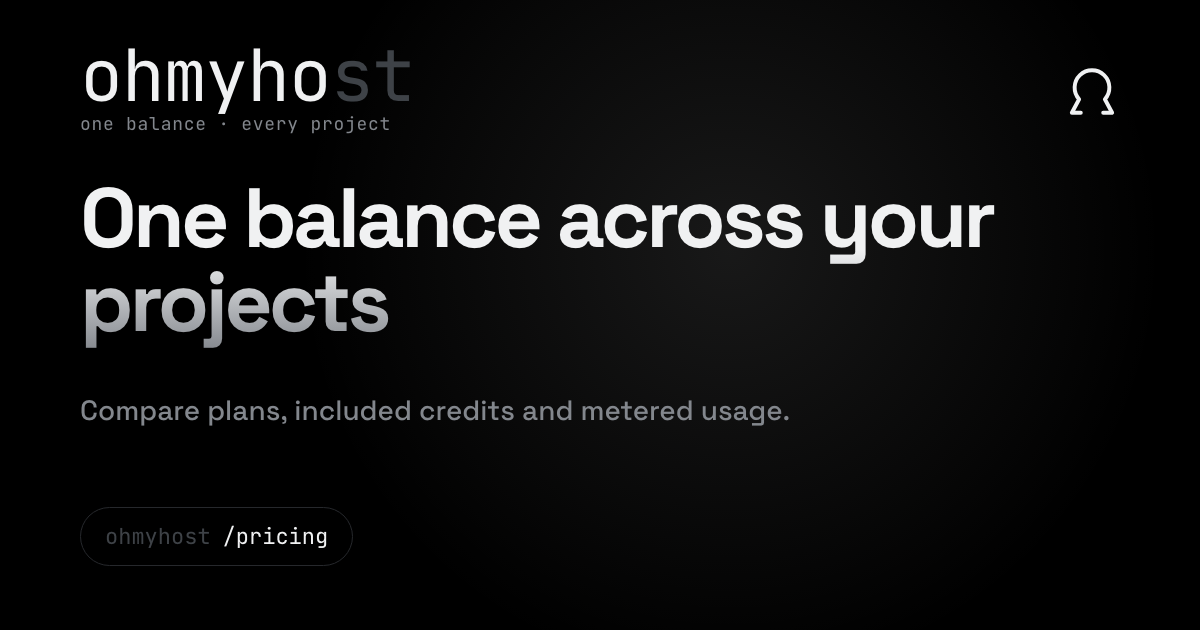 ohmyhost
one balance · every project
One balance across your
projects
Compare plans, included credits and metered usage.
ohmyhost /pricing